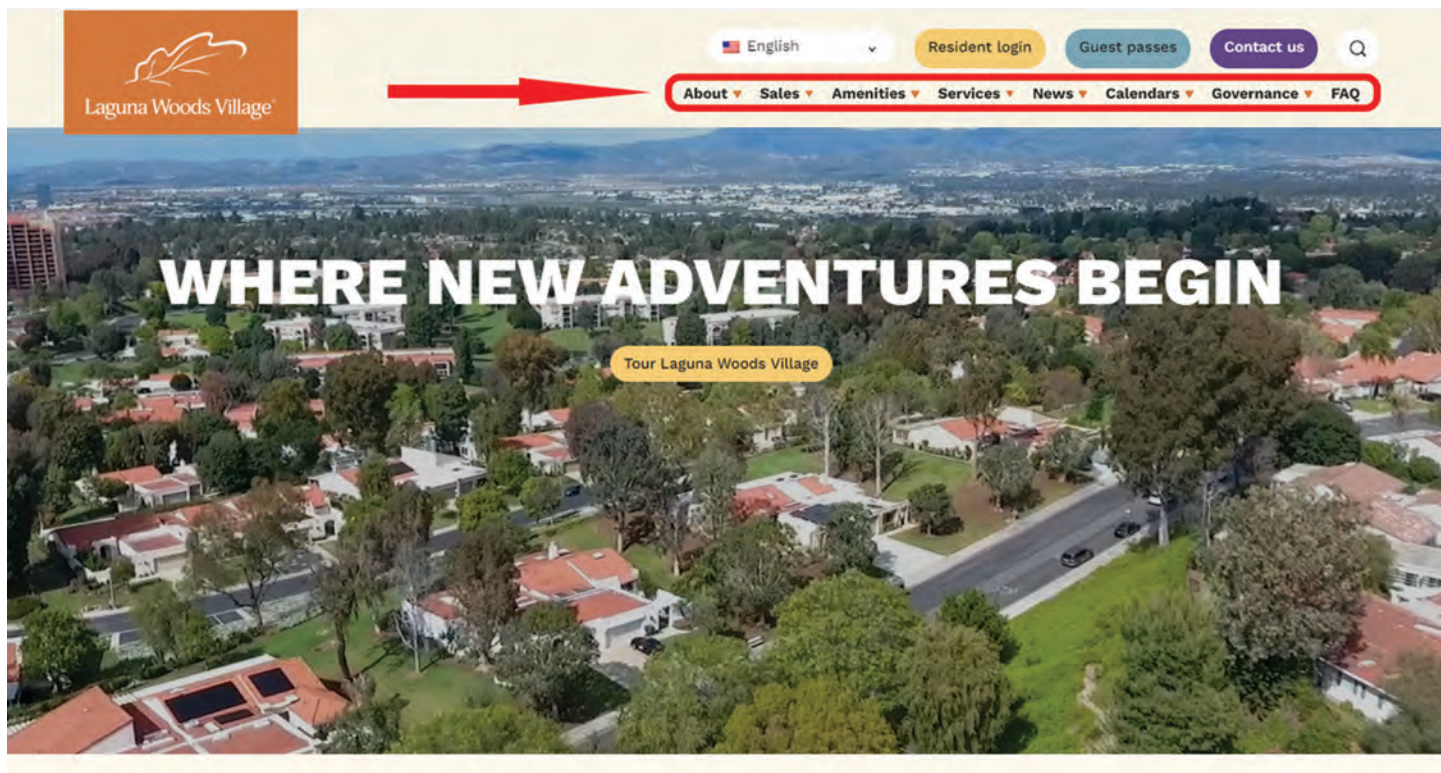 Laguna Woods Village®
English
Resident login
Guest passes
Contact us
About Sales Amenities Services News Calendars Governance FAQ
WHERE NEW ADVENTURES BEGIN
Tour Laguna Woods Village